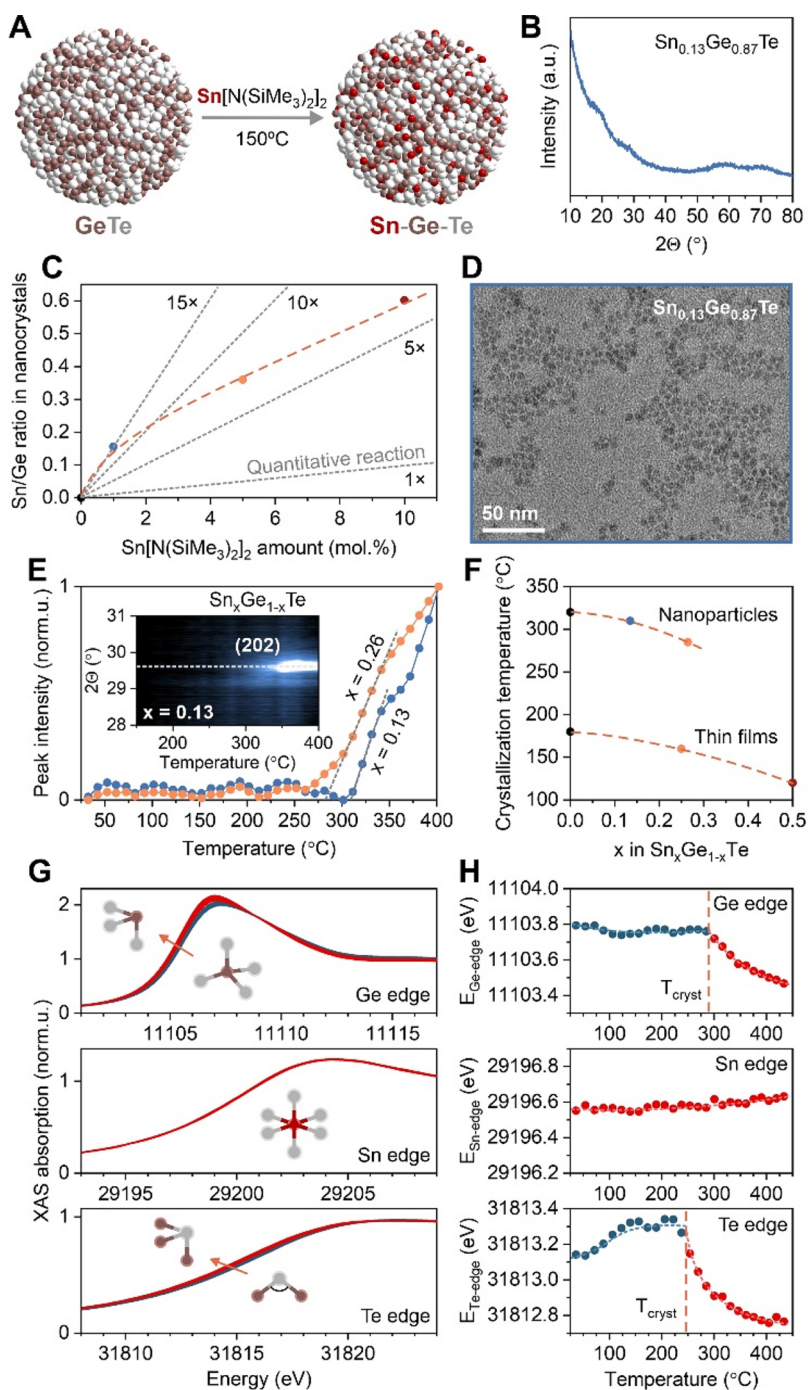 A
Sn[N(SiMe3)2]2
150ºC
GeTe
Sn-Ge-Te
B
Sn0.13Ge0.87Te
Intensity (a.u.)
10 20 30 40 50 60 70 80
2Θ (°)
C
Sn/Ge ratio in nanocrystals
0.6
0.5
0.4
0.3
0.2
0.1
0.0
15×
10×
5×
Quantitative reaction
1×
0 2 4 6 8 10
Sn[N(SiMe3)2]2 amount (mol.%)
D
Sn0.13Ge0.87Te
50 nm
E
Peak intensity (norm.u.)
1
0
SnxGe1-xTe
2Θ (°)
31
30
29
28
(202)
x = 0.13
200 300 400
Temperature (°C)
x = 0.26
x = 0.13
50 100 150 200 250 300 350 400
Temperature (°C)
F
Crystallization temperature (°C)
350
300
250
200
150
100
Nanoparticles
Thin films
0.0 0.1 0.2 0.3 0.4 0.5
x in SnxGe1-xTe
G
XAS absorption (norm.u.)
2
1
0
Ge edge
11105 11110 11115
1
0
Sn edge
29195 29200 29205
1
0
Te edge
31810 31815 31820
Energy (eV)
H
EGe-edge (eV)
11104.0
11103.8
11103.6
11103.4
Ge edge
Tcryst
0 100 200 300 400
ESn-edge (eV)
29196.8
29196.6
29196.4
29196.2
Sn edge
0 100 200 300 400
ETe-edge (eV)
31813.4
31813.2
31813.0
31812.8
Te edge
Tcryst
0 100 200 300 400
Temperature (°C)